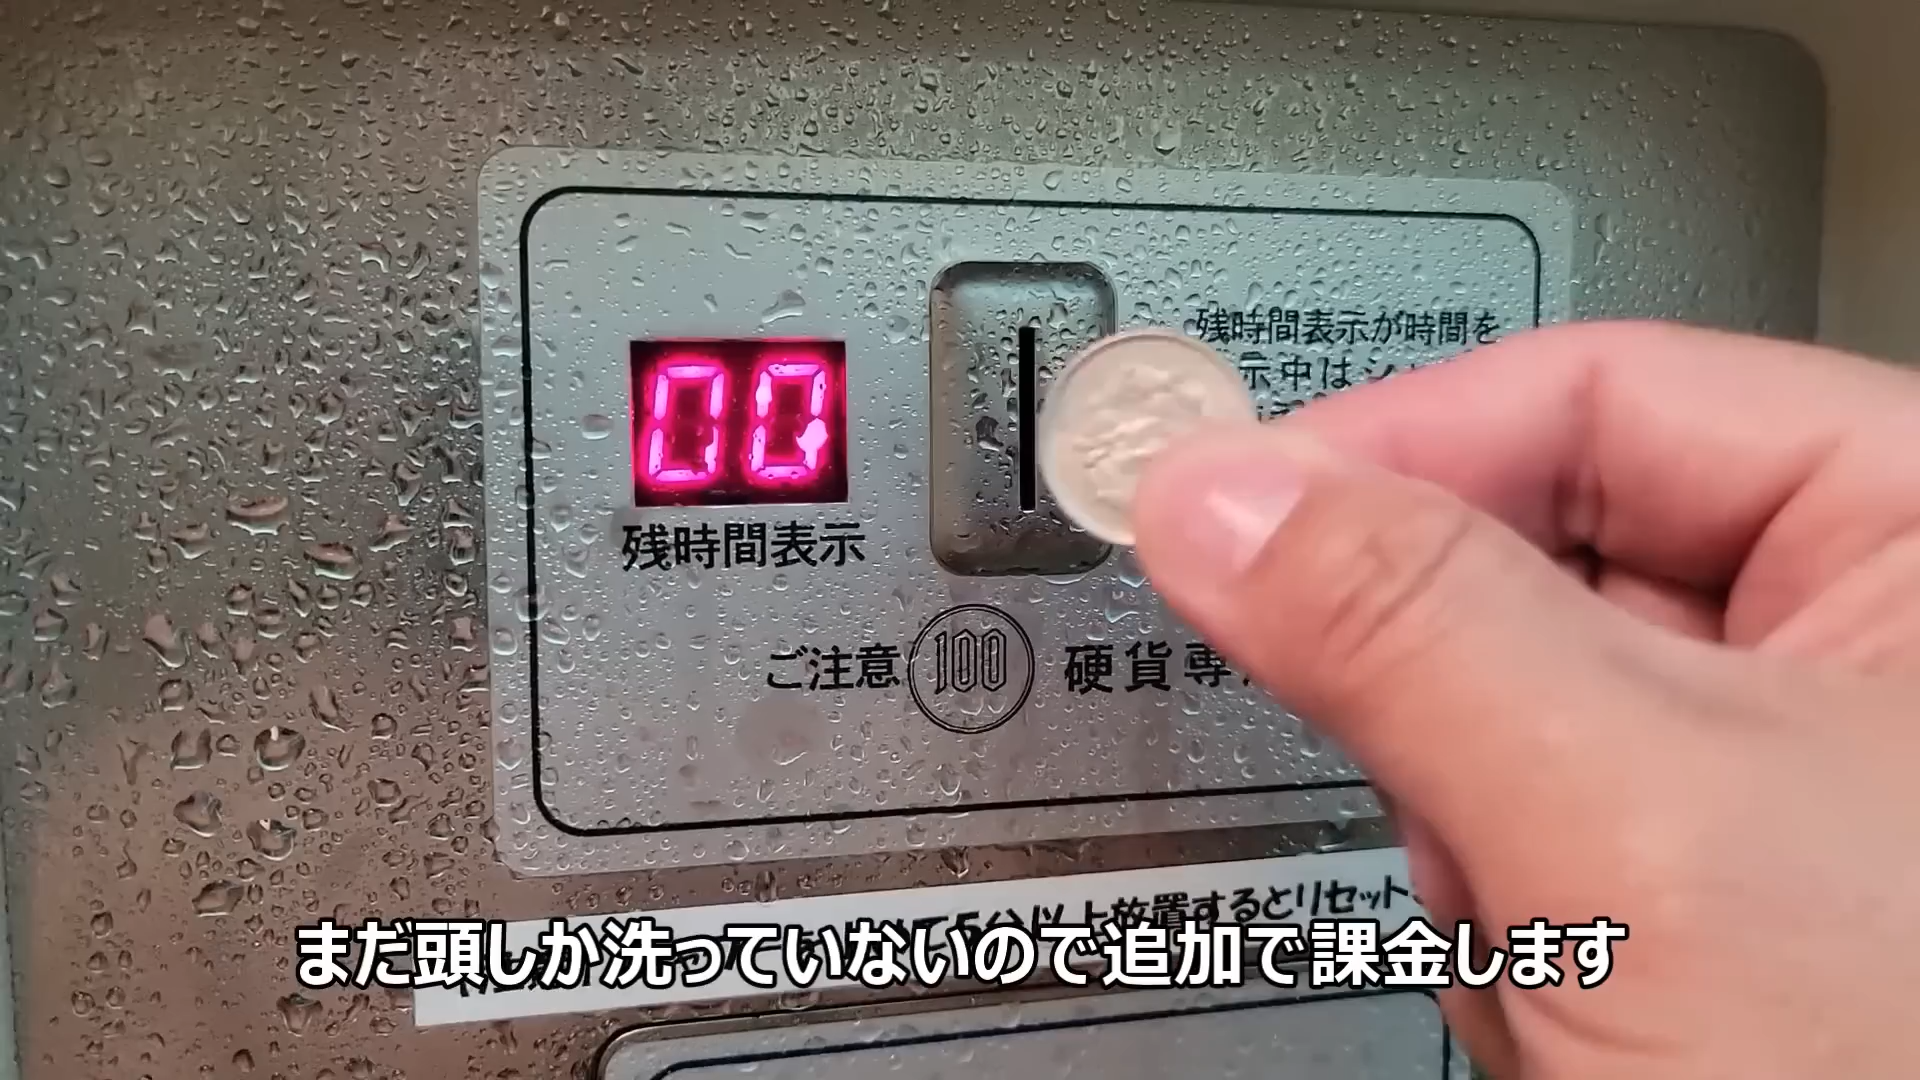 残時間表示が時間を
示中はシ
00
残時間表示
ご注意 100 硬貨専
5分以上放置するとリセット
まだ頭しか洗っていないので追加で課金します